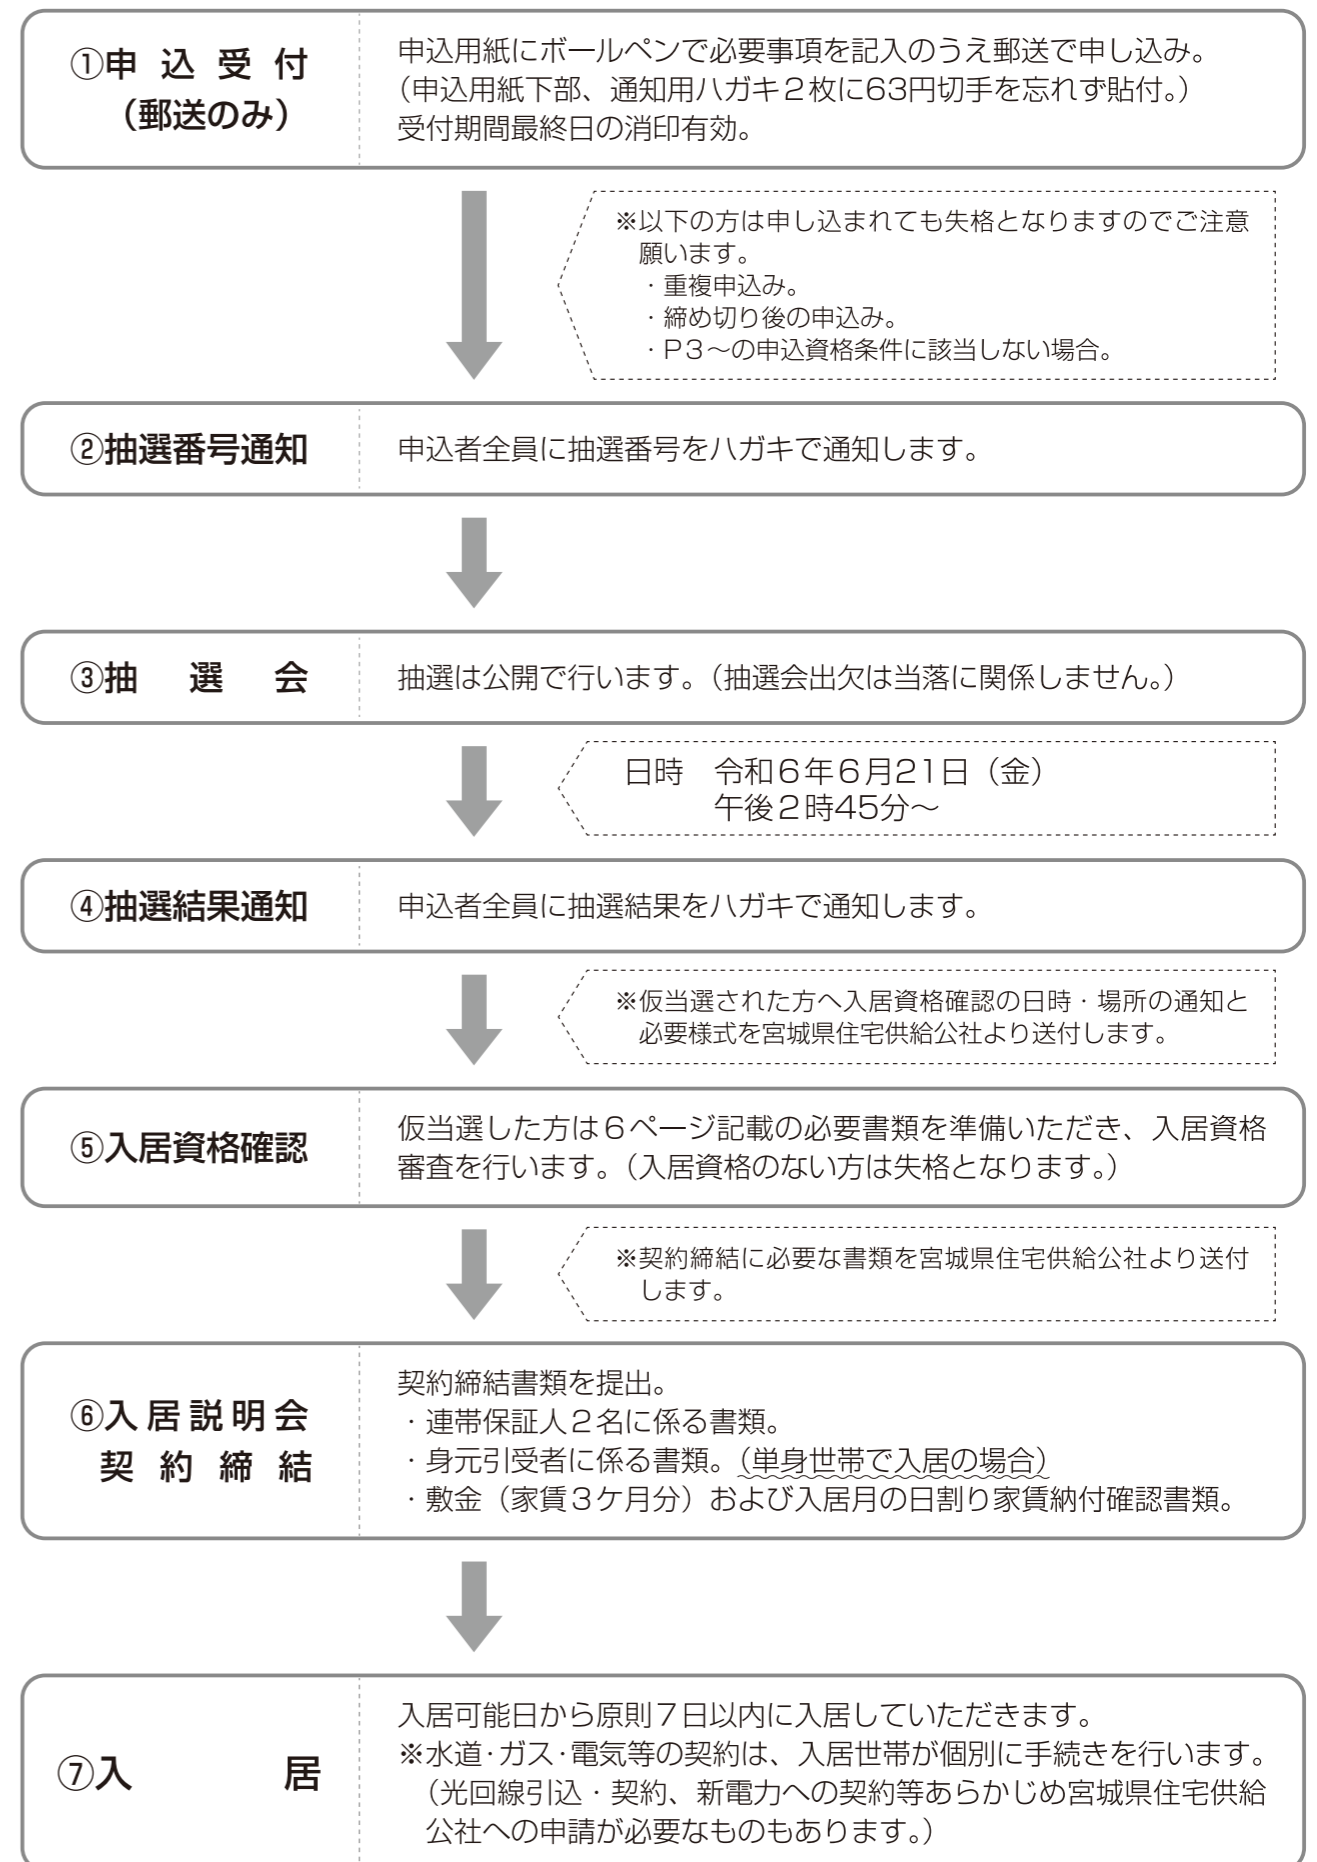 ①申込受付
（郵送のみ）
申込用紙にボールペンで必要事項を記入のうえ郵送で申し込み。
（申込用紙下部、通知用ハガキ２枚に63円切手を忘れず貼付。）
受付期間最終日の消印有効。
※以下の方は申し込まれても失格となりますのでご注意
願います。
・重複申込み。
・締め切り後の申込み。
・P３～の申込資格条件に該当しない場合。
②抽選番号通知
申込者全員に抽選番号をハガキで通知します。
③抽選会
抽選は公開で行います。（抽選会出欠は当落に関係しません。）
日時　令和６年６月21日（金）
午後２時45分～
④抽選結果通知
申込者全員に抽選結果をハガキで通知します。
※仮当選された方へ入居資格確認の日時・場所の通知と
必要様式を宮城県住宅供給公社より送付します。
⑤入居資格確認
仮当選した方は６ページ記載の必要書類を準備いただき、入居資格
審査を行います。（入居資格のない方は失格となります。）
※契約締結に必要な書類を宮城県住宅供給公社より送付
します。
⑥入居説明会
契約締結
契約締結書類を提出。
・連帯保証人２名に係る書類。
・身元引受者に係る書類。（単身世帯で入居の場合）
・敷金（家賃３ケ月分）および入居月の日割り家賃納付確認書類。
⑦入居
入居可能日から原則７日以内に入居していただきます。
※水道・ガス・電気等の契約は、入居世帯が個別に手続きを行います。
（光回線引込・契約、新電力への契約等あらかじめ宮城県住宅供給
公社への申請が必要なものもあります。）